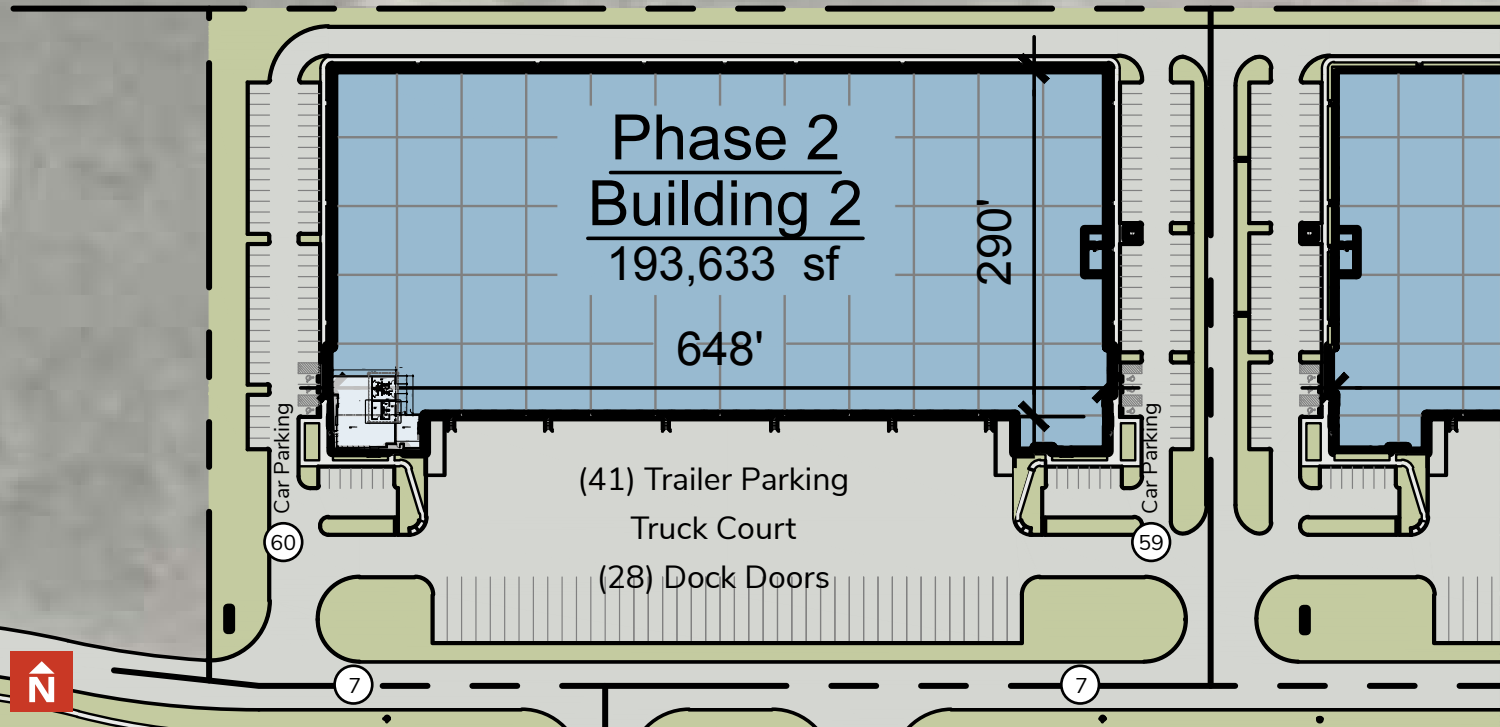 Phase 2
Building 2
193,633 sf
290'
648'
Car Parking
Car Parking
(41) Trailer Parking
Truck Court
(28) Dock Doors
60
59
7
7
N